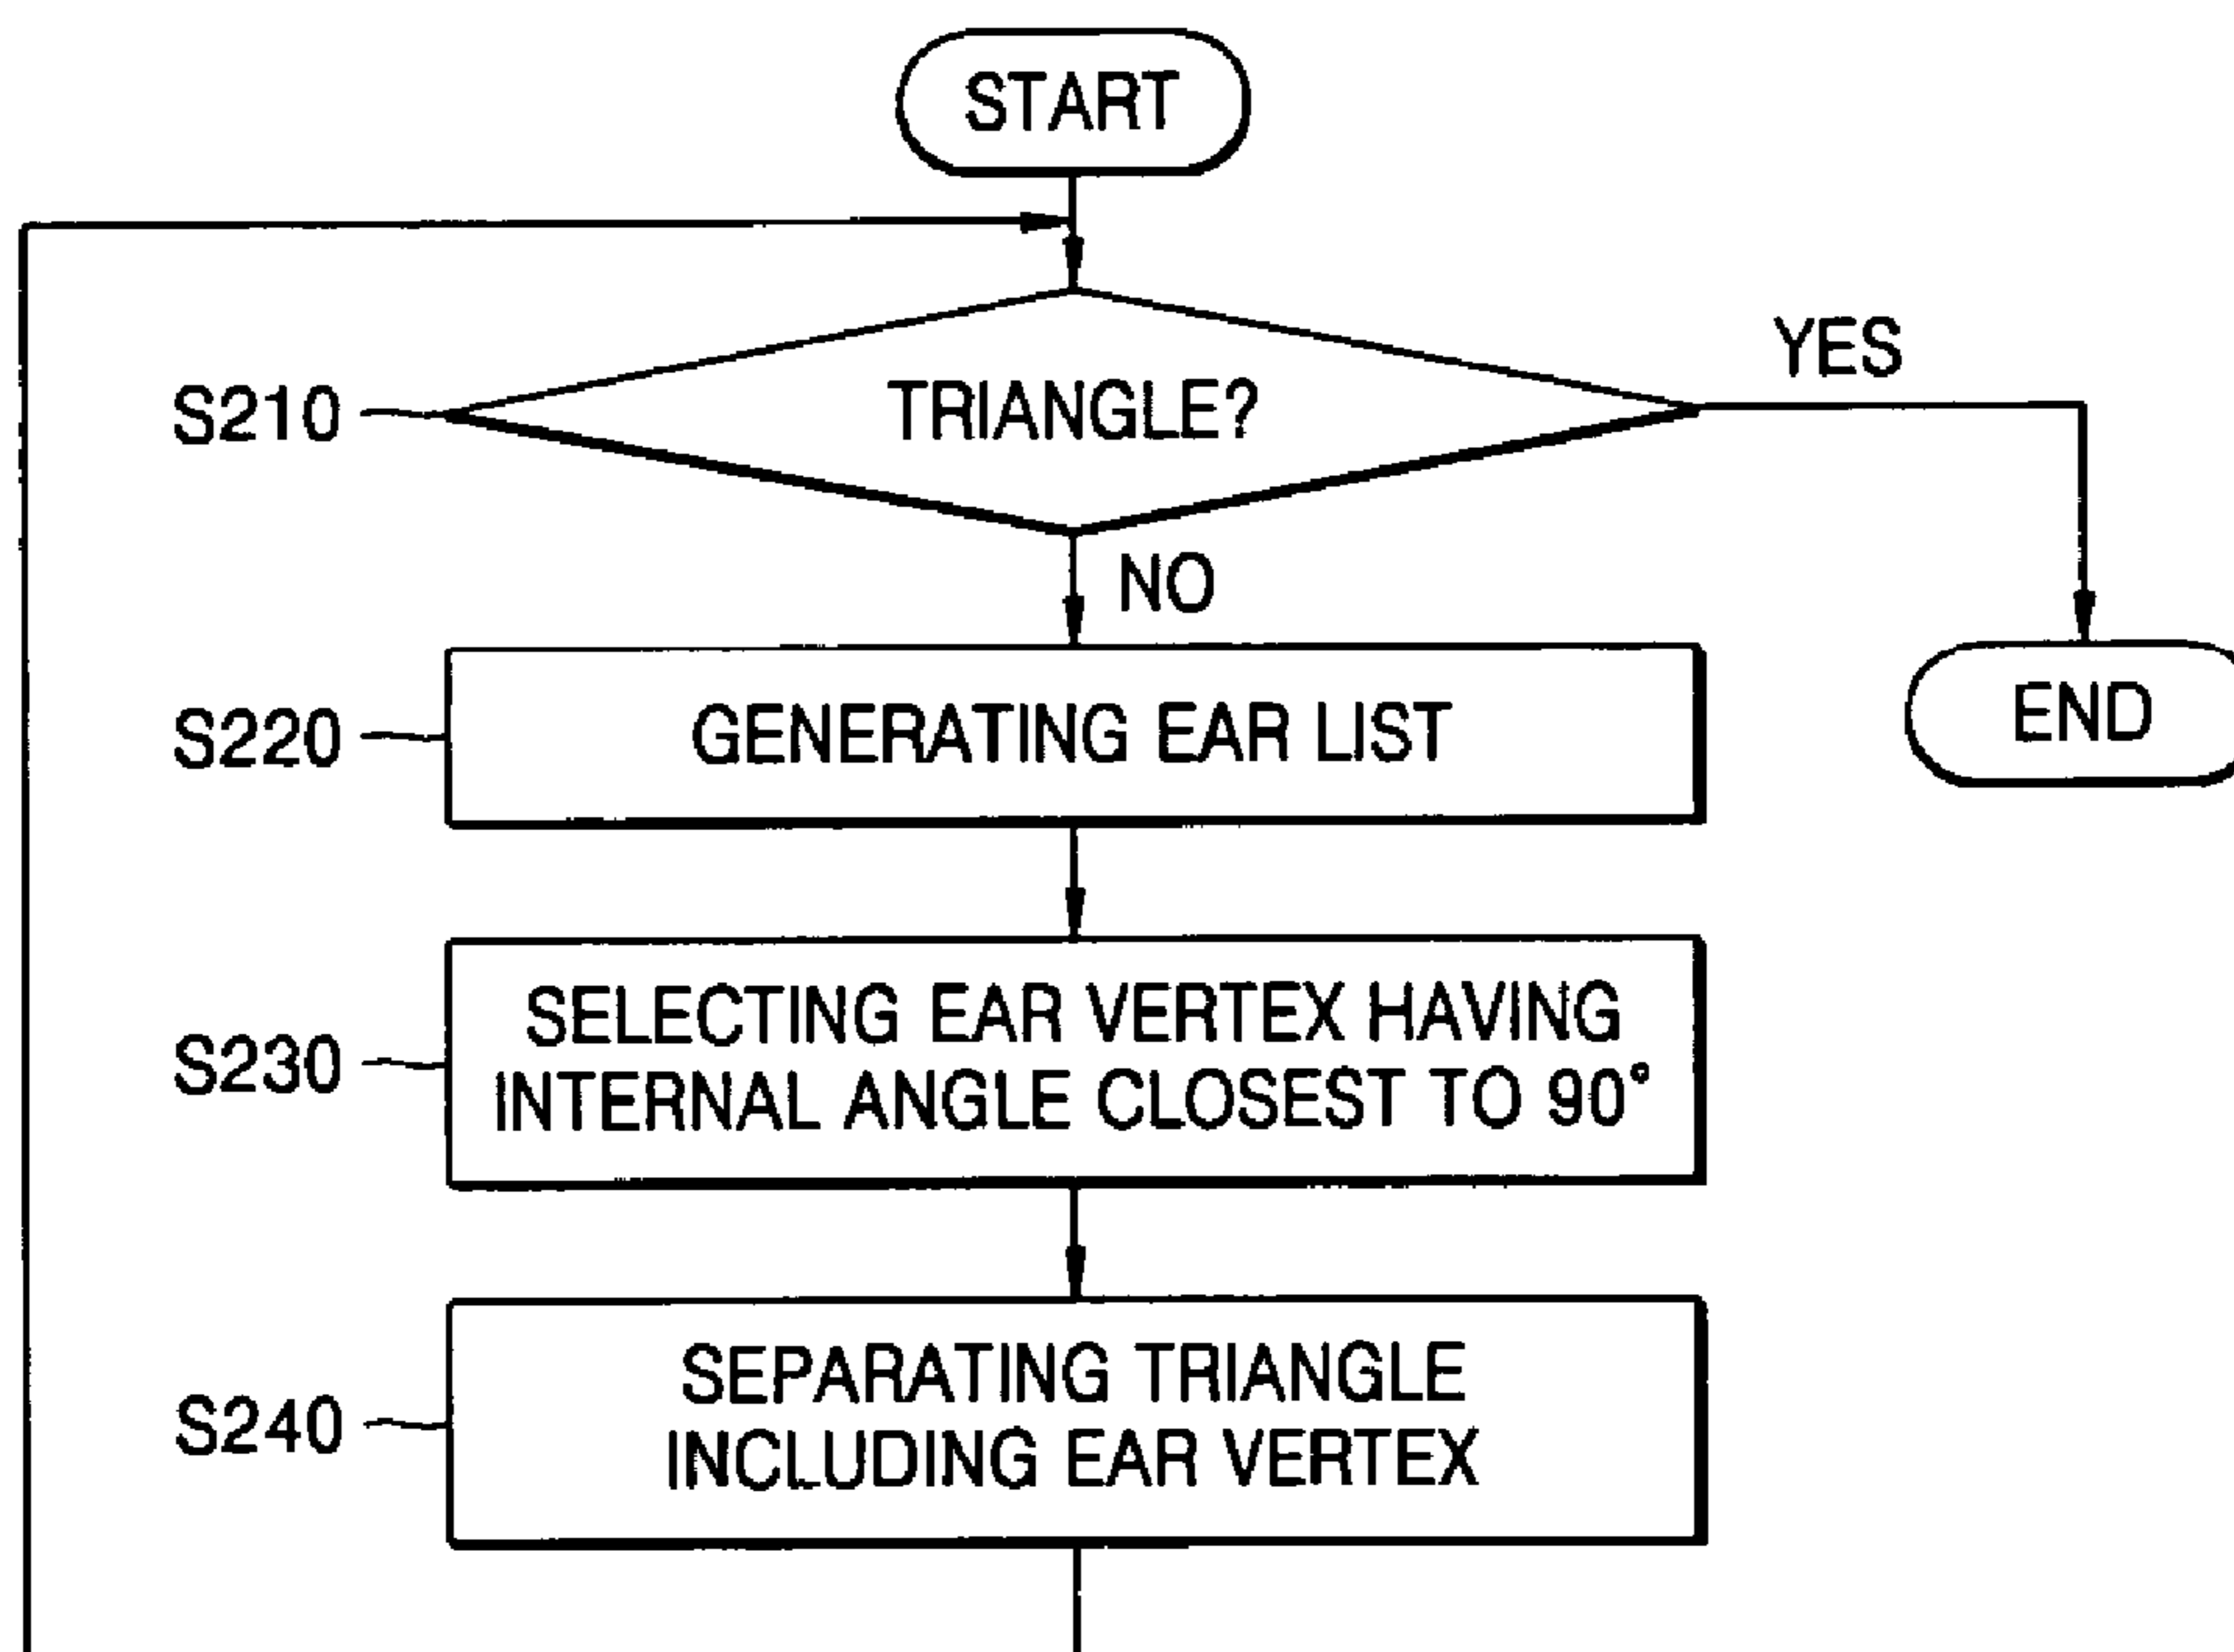 START
YES
S210
TRIANGLE?
NO
S220
GENERATING EAR LIST
END
S230
SELECTING EAR VERTEX HAVING
INTERNAL ANGLE CLOSEST TO 90°
S240
SEPARATING TRIANGLE
INCLUDING EAR VERTEX